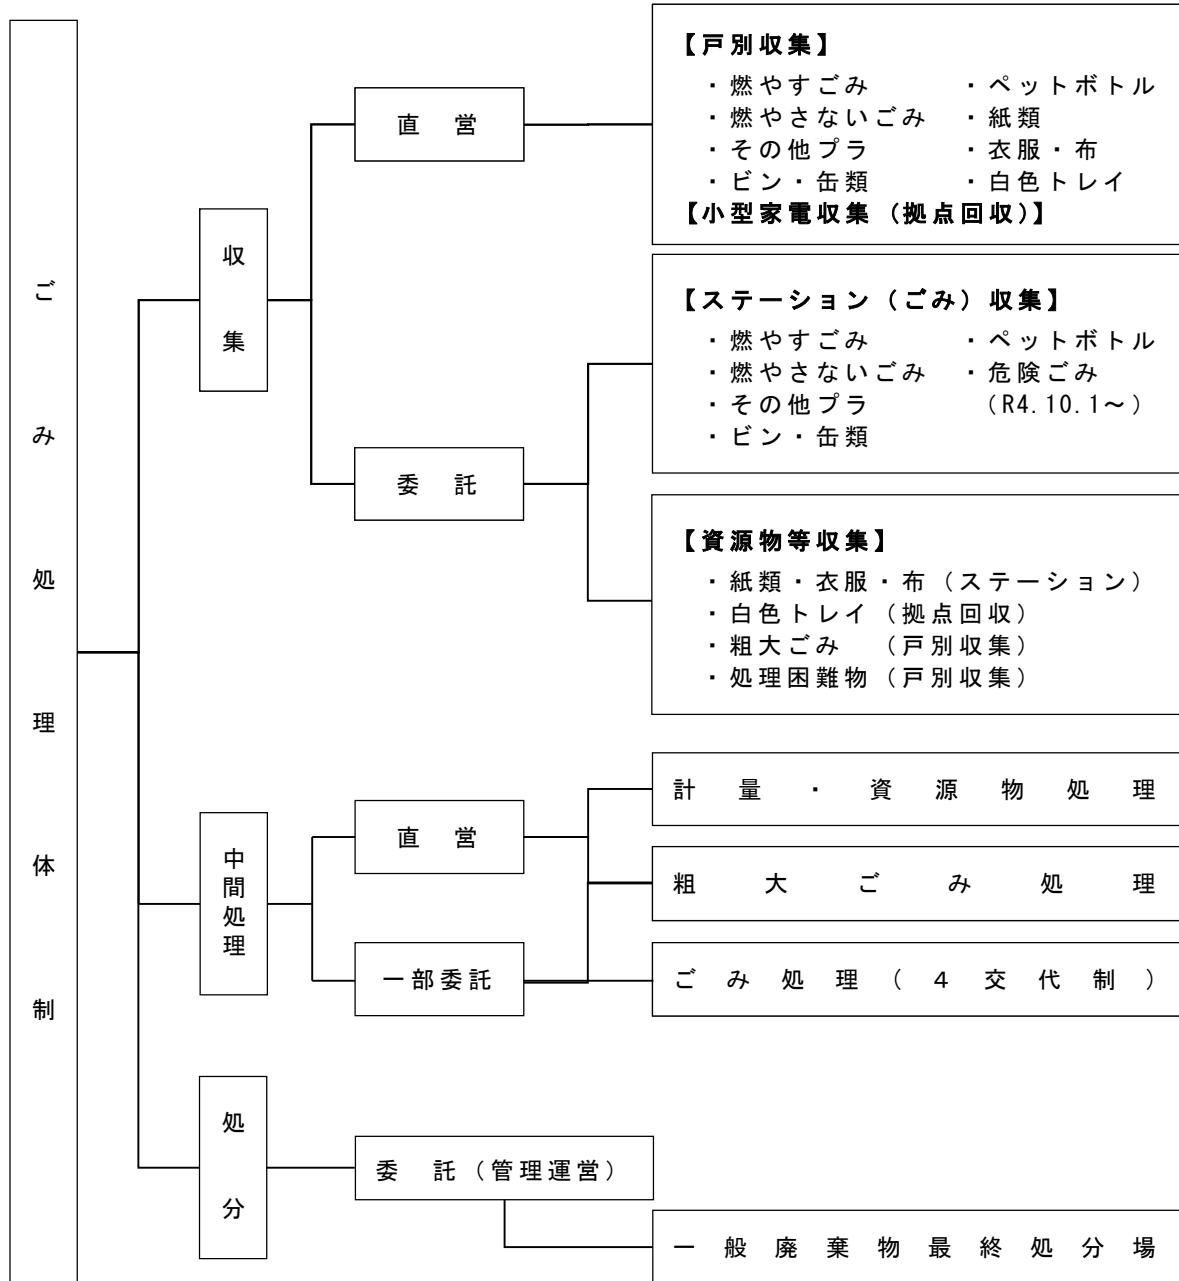 ごみ処理体制
収集
直営
【戸別収集】
・燃やすごみ ・ペットボトル
・燃やさないごみ ・紙類
・その他プラ ・衣服・布
・ビン・缶類 ・白色トレイ
【小型家電収集（拠点回収）】
委託
【ステーション（ごみ）収集】
・燃やすごみ ・ペットボトル
・燃やさないごみ ・危険ごみ
・その他プラ （R4.10.1～）
・ビン・缶類
【資源物等収集】
・紙類・衣服・布（ステーション）
・白色トレイ（拠点回収）
・粗大ごみ （戸別収集）
・処理困難物（戸別収集）
中間処理
直営
一部委託
計量・資源物処理
粗大ごみ処理
ごみ処理（４交代制）
処分
委託（管理運営）
一般廃棄物最終処分場